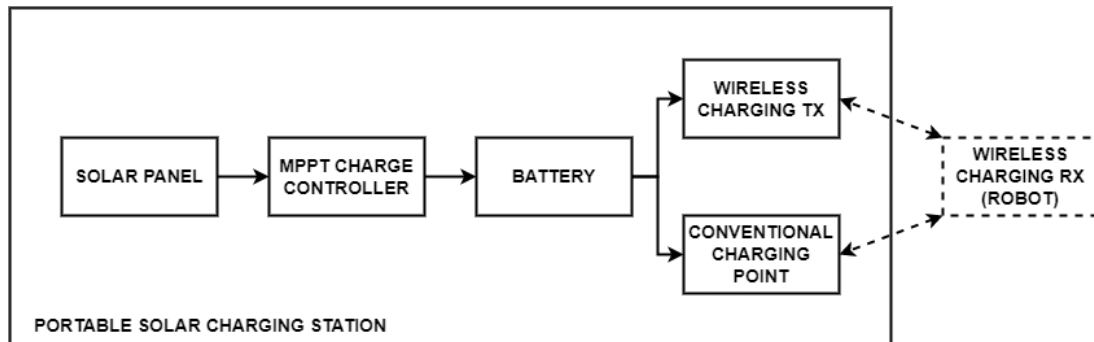 SOLAR PANEL
MPPT CHARGE
CONTROLLER
BATTERY
WIRELESS
CHARGING TX
CONVENTIONAL
CHARGING
POINT
WIRELESS
CHARGING RX
(ROBOT)
PORTABLE SOLAR CHARGING STATION